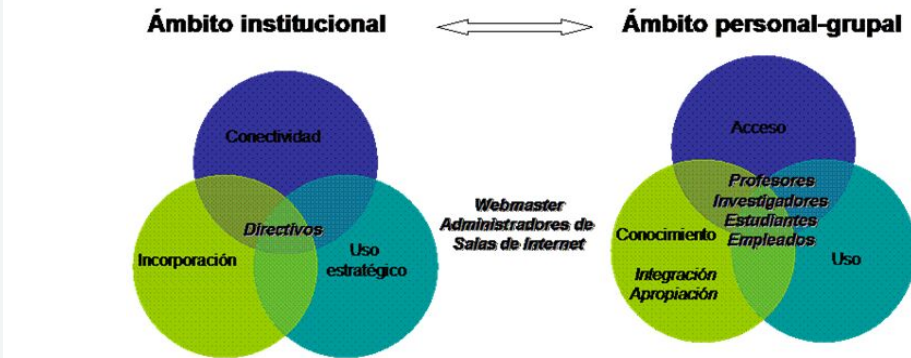 Ámbito institucional
Ámbito personal-grupal
Conectividad
Directivos
Incorporación
Uso
estratégico
Webmaster
Administradores de
Salas de Internet
Acceso
Profesores
Investigadores
Estudiantes
Empleados
Conocimiento
Integración
Apropiación
Uso